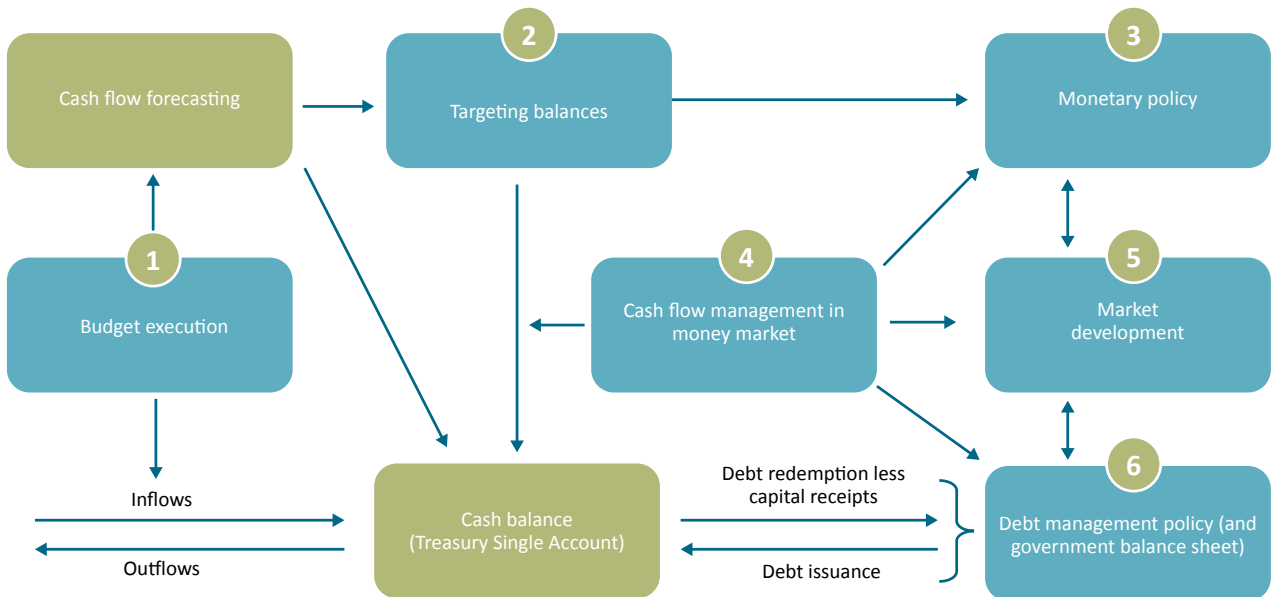 2
3
Cash flow forecasting
Targeting balances
Monetary policy
1
4
5
Budget execution
Cash flow management in
money market
Market
development
6
Inflows
Outflows
Cash balance
(Treasury Single Account)
Debt redemption less
capital receipts
Debt issuance
Debt management policy (and
government balance sheet)